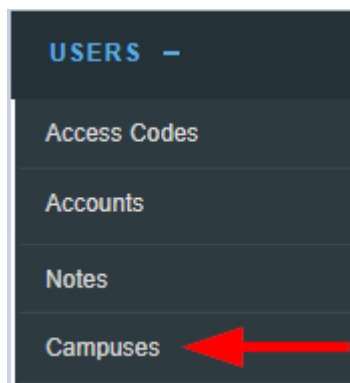 USERS –
Access Codes
Accounts
Notes
Campuses